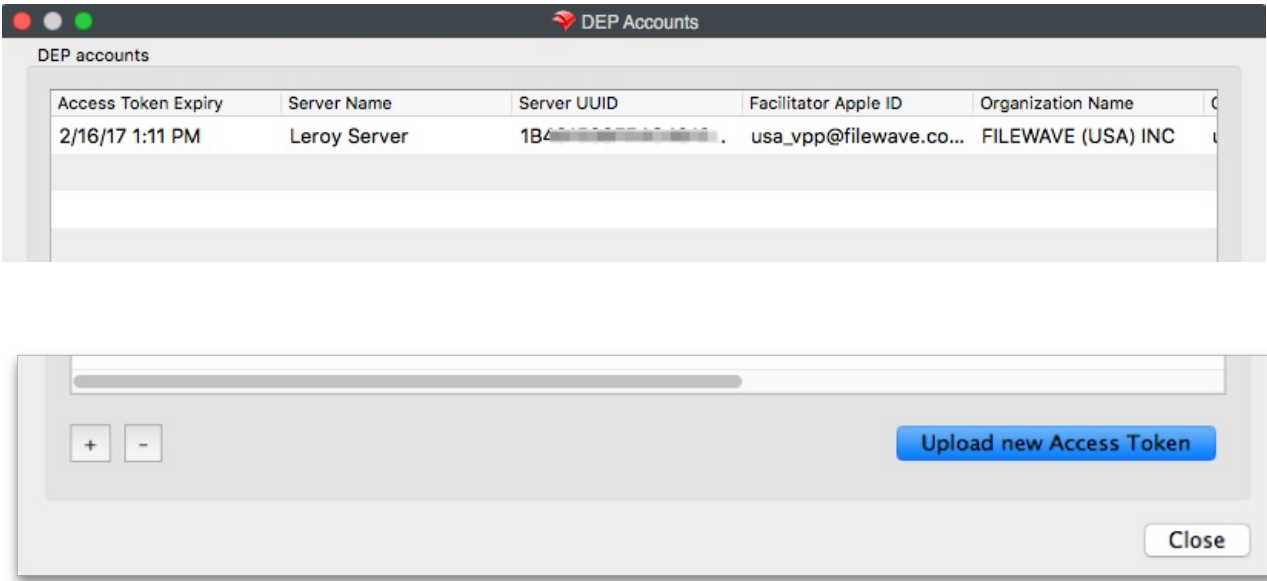 DEP Accounts
DEP accounts
Access Token Expiry Server Name Server UUID Facilitator Apple ID Organization Name
2/16/17 1:11 PM Leroy Server usa_vpp@filewave.co... FILEWAVE (USA) INC
+ -
Upload new Access Token
Close